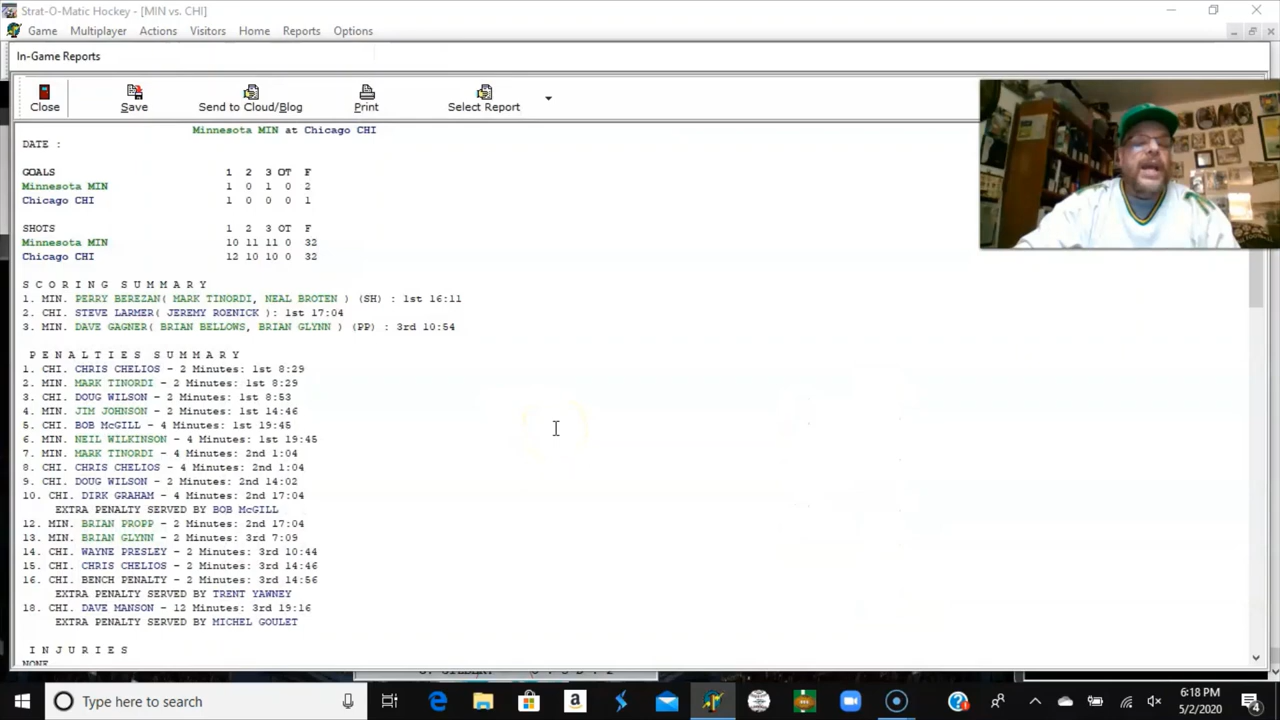 Strat-O-Matic Hockey - [MIN vs. CHI]
Game Multiplayer Actions Visitors Home Reports Options
In-Game Reports
Close Save Send to Cloud/Blog Print Select Report
Minnesota MIN at Chicago CHI
DATE :
GOALS 1 2 3 OT F
Minnesota MIN 1 0 1 0 2
Chicago CHI 1 0 0 0 1
SHOTS 1 2 3 OT F
Minnesota MIN 10 11 11 0 32
Chicago CHI 12 10 10 0 32
S C O R I N G S U M M A R Y
1. MIN. PERRY BEREZAN( MARK TINORDI, NEAL BROTEN ) (SH) : 1st 16:11
2. CHI. STEVE LARMER( JEREMY ROENICK ): 1st 17:04
3. MIN. DAVE GAGNER( BRIAN BELLOWS, BRIAN GLYNN ) (PP) : 3rd 10:54
P E N A L T I E S S U M M A R Y
1. CHI. CHRIS CHELIOS - 2 Minutes: 1st 8:29
2. MIN. MARK TINORDI - 2 Minutes: 1st 8:29
3. CHI. DOUG WILSON - 2 Minutes: 1st 8:53
4. MIN. JIM JOHNSON - 2 Minutes: 1st 14:46
5. CHI. BOB McGILL - 4 Minutes: 1st 19:45
6. MIN. NEIL WILKINSON - 4 Minutes: 1st 19:45
7. MIN. MARK TINORDI - 4 Minutes: 2nd 1:04
8. CHI. CHRIS CHELIOS - 4 Minutes: 2nd 1:04
9. CHI. DOUG WILSON - 2 Minutes: 2nd 14:02
10. CHI. DIRK GRAHAM - 4 Minutes: 2nd 17:04
EXTRA PENALTY SERVED BY BOB McGILL
12. MIN. BRIAN PROPP - 2 Minutes: 2nd 17:04
13. MIN. BRIAN GLYNN - 2 Minutes: 3rd 7:09
14. CHI. WAYNE PRESLEY - 2 Minutes: 3rd 10:44
15. CHI. CHRIS CHELIOS - 2 Minutes: 3rd 14:46
16. CHI. BENCH PENALTY - 2 Minutes: 3rd 14:56
EXTRA PENALTY SERVED BY TRENT YAWNEY
18. CHI. DAVE MANSON - 12 Minutes: 3rd 19:16
EXTRA PENALTY SERVED BY MICHEL GOULET
I N J U R I E S
NONE
Type here to search
6:18 PM
5/2/2020
4